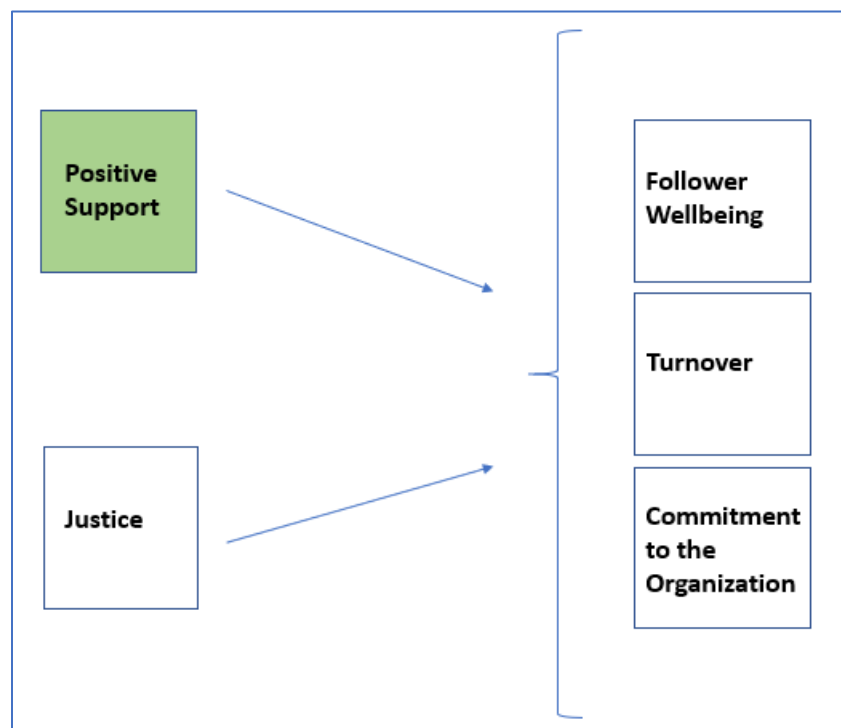 Positive
Support
Justice
Follower
Wellbeing
Turnover
Commitment
to the
Organization